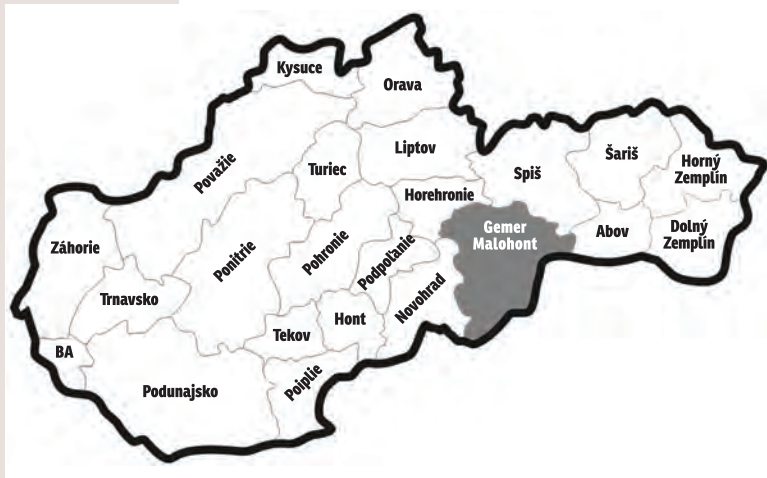 Kysuce
Orava
Považie
Turiec
Liptov
Spiš
Šariš
Horný
Zemplín
Horehronie
Záhorie
Ponitrie
Pohronie
Podpolanie
Gemer
Malohont
Abov
Dolný
Zemplín
Trnavsko
Novohrad
Tekov
Hont
BA
Podunajsko
Poiplie